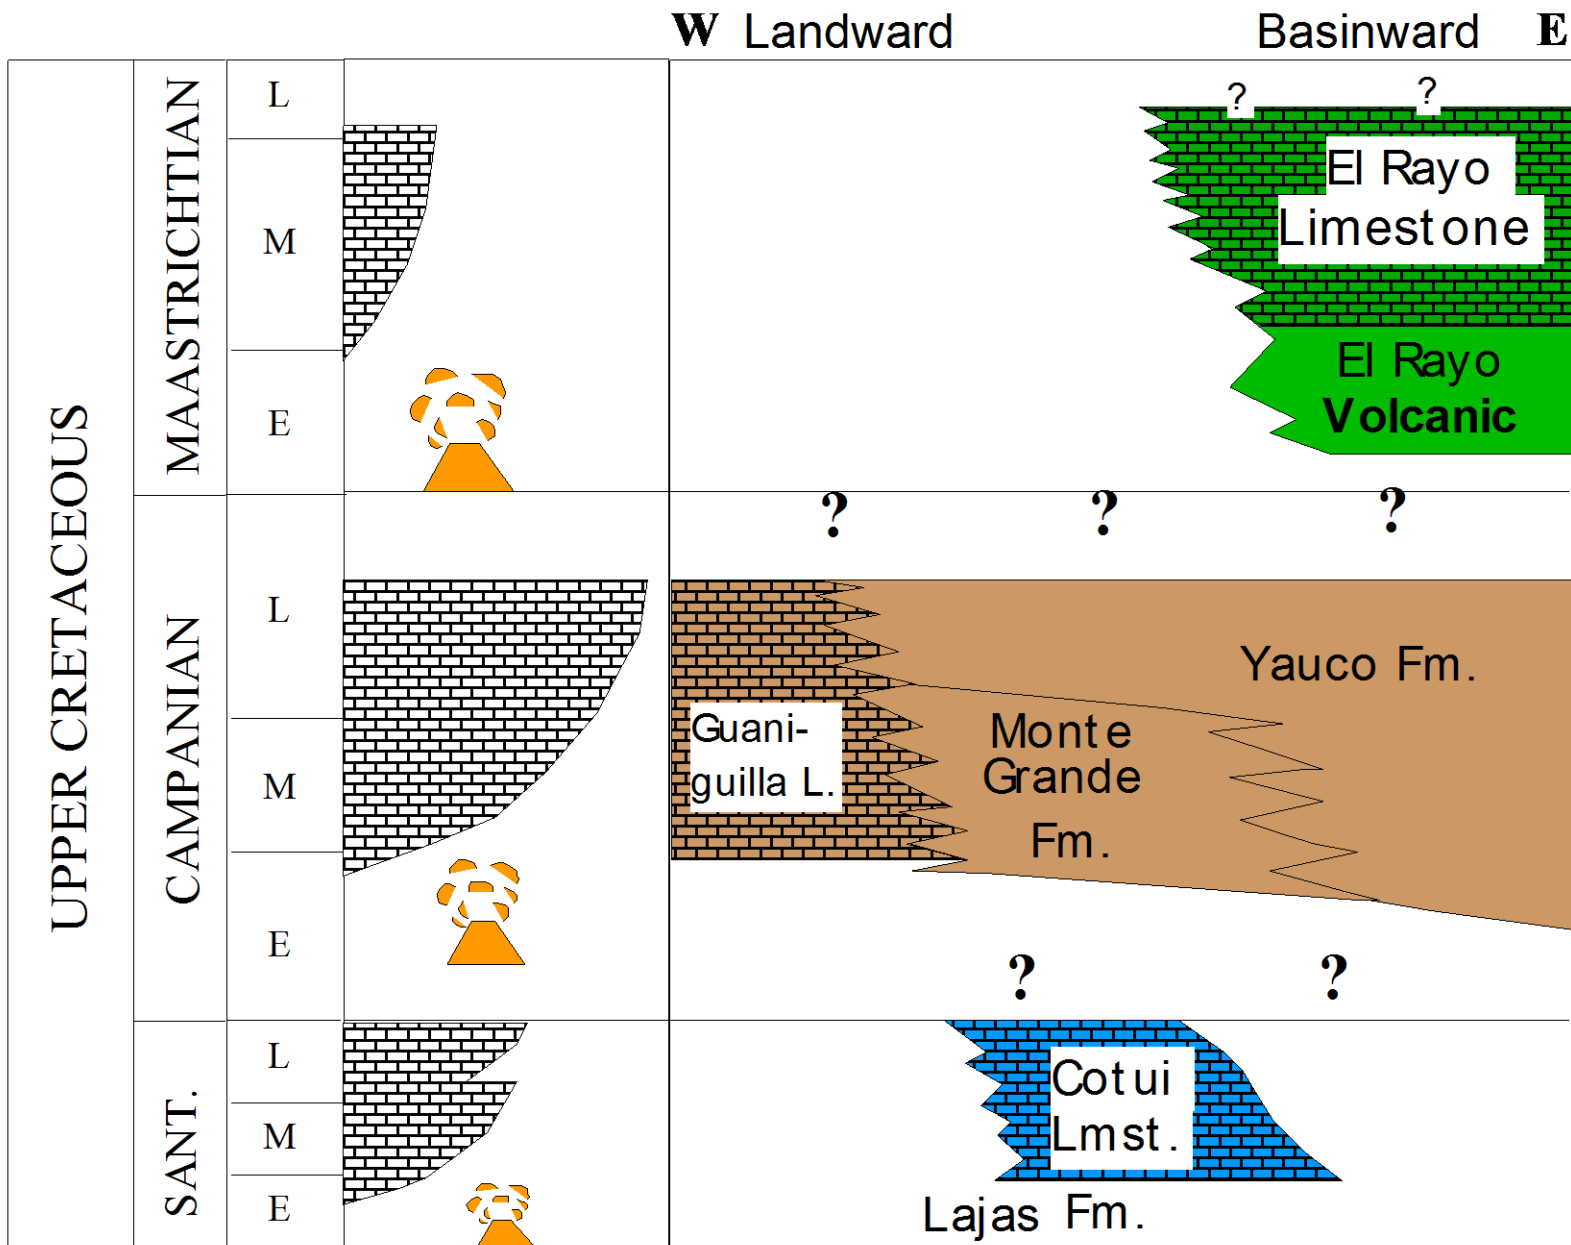 W Landward Basinward E
UPPER CRETACEOUS
MAASTRICHTIAN
L
M
E
? ?
El Rayo
Limestone
El Rayo
Volcanic
CAMPANIAN
L
M
E
? ? ?
Yauco Fm.
Guani-
guilla L.
Monte
Grande
Fm.
? ?
SANT.
L
M
E
Cotui
Lmst.
Lajas Fm.